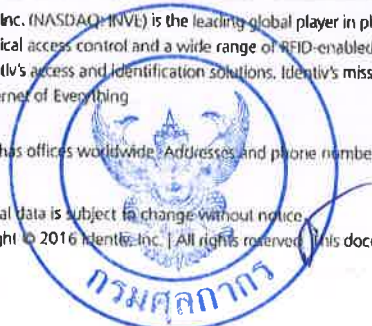 Inc. (NASDAQ: INVE) is the leading global player in ph
ical access control and a wide range of RFID-enabled
tiv's access and identification solutions. Identiv's miss
ernet of Everything
has offices worldwide. Addresses and phone numbe
al data is subject to change without notice.
ght © 2016 Identiv, Inc. | All rights reserved. This doc
กรมศุลกากร